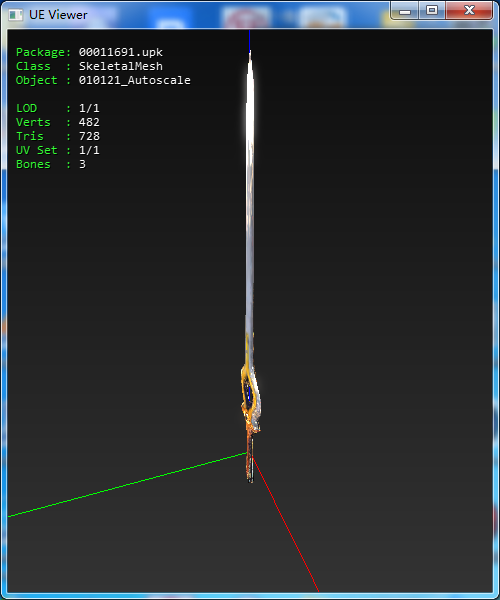 UE Viewer
Package: 00011691.upk
Class : SkeletalMesh
Object : 010121_Autoscale
LOD : 1/1
Verts : 482
Tris : 728
UV Set : 1/1
Bones : 3